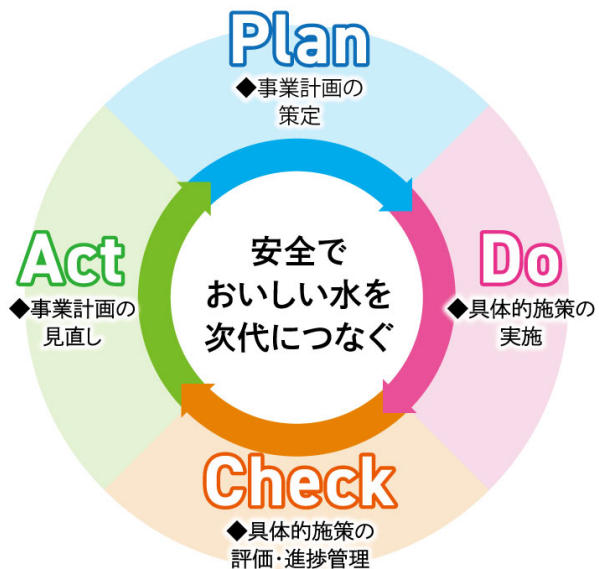 Plan
◆事業計画の
策定
Do
◆具体的施策の
実施
Check
◆具体的施策の
評価・進捗管理
Act
◆事業計画の
見直し
安全で
おいしい水を
次代につなぐ